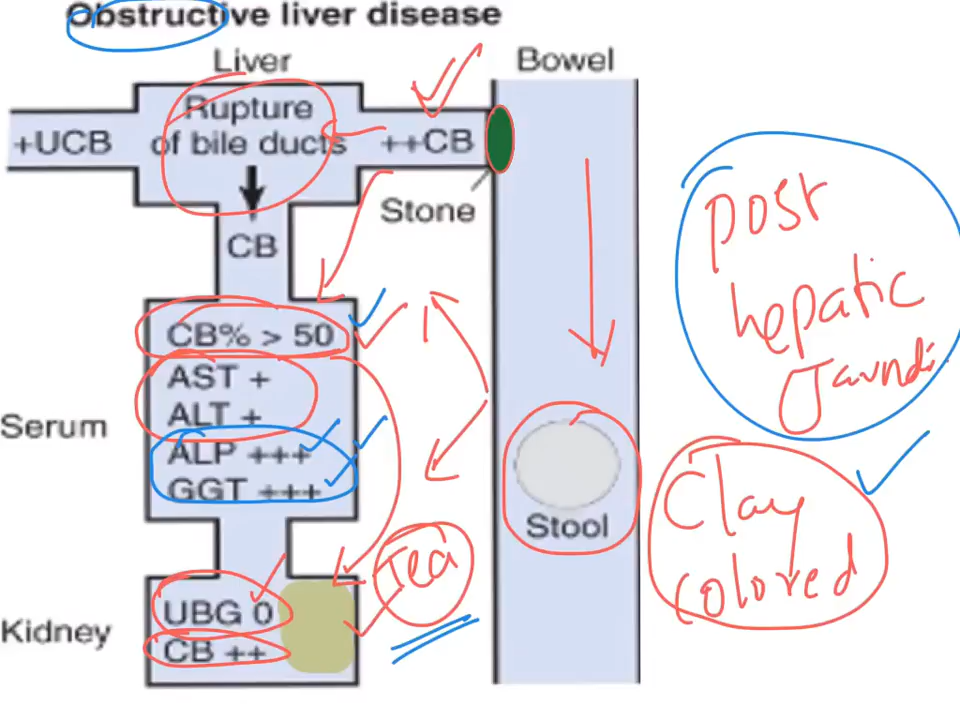 Obstructive liver disease
Liver
Bowel
Rupture
of bile ducts
+UCB
++CB
Stone
CB
CB% > 50
AST +
ALT +
ALP +++
GGT +++
Serum
Stool
UBG 0
CB ++
Kidney
Tea
post
hepatic
Jaundi
Clay
colored